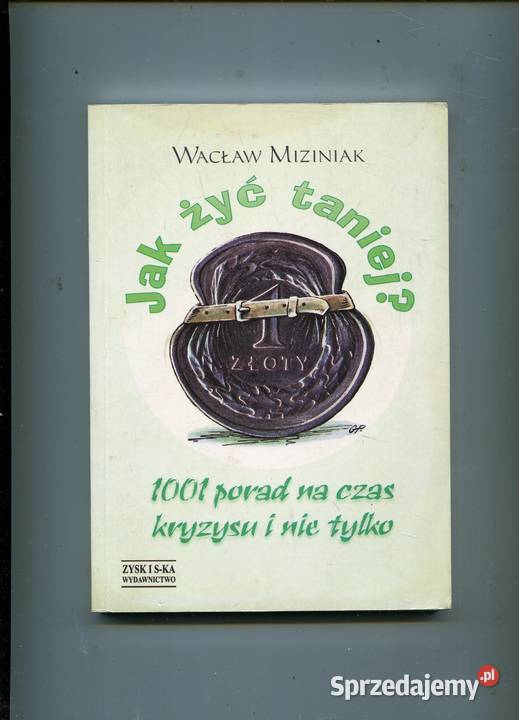 WACŁAW MIZINIAK
Jak żyć taniej?
1
ZŁOTY
GP.
1001 porad na czas
kryzysu i nie tylko
ZYSK I S-KA
WYDAWNICTWO
Sprzedajemy.pl